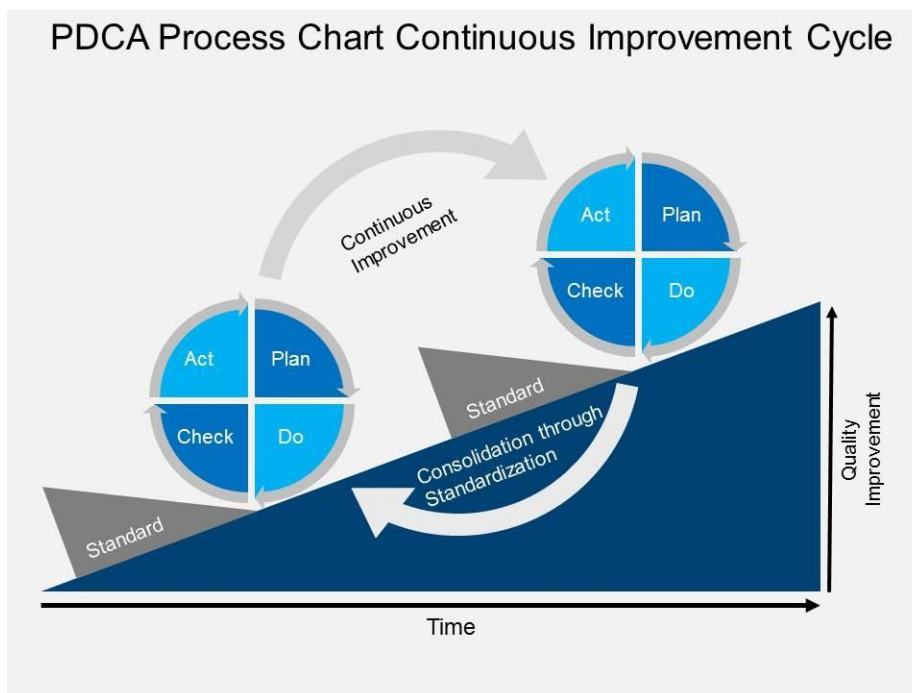 PDCA Process Chart Continuous Improvement Cycle
Continuous
Improvement
Act
Plan
Check
Do
Standard
Act
Plan
Check
Do
Standard
Consolidation through
Standardization
Quality
Improvement
Time